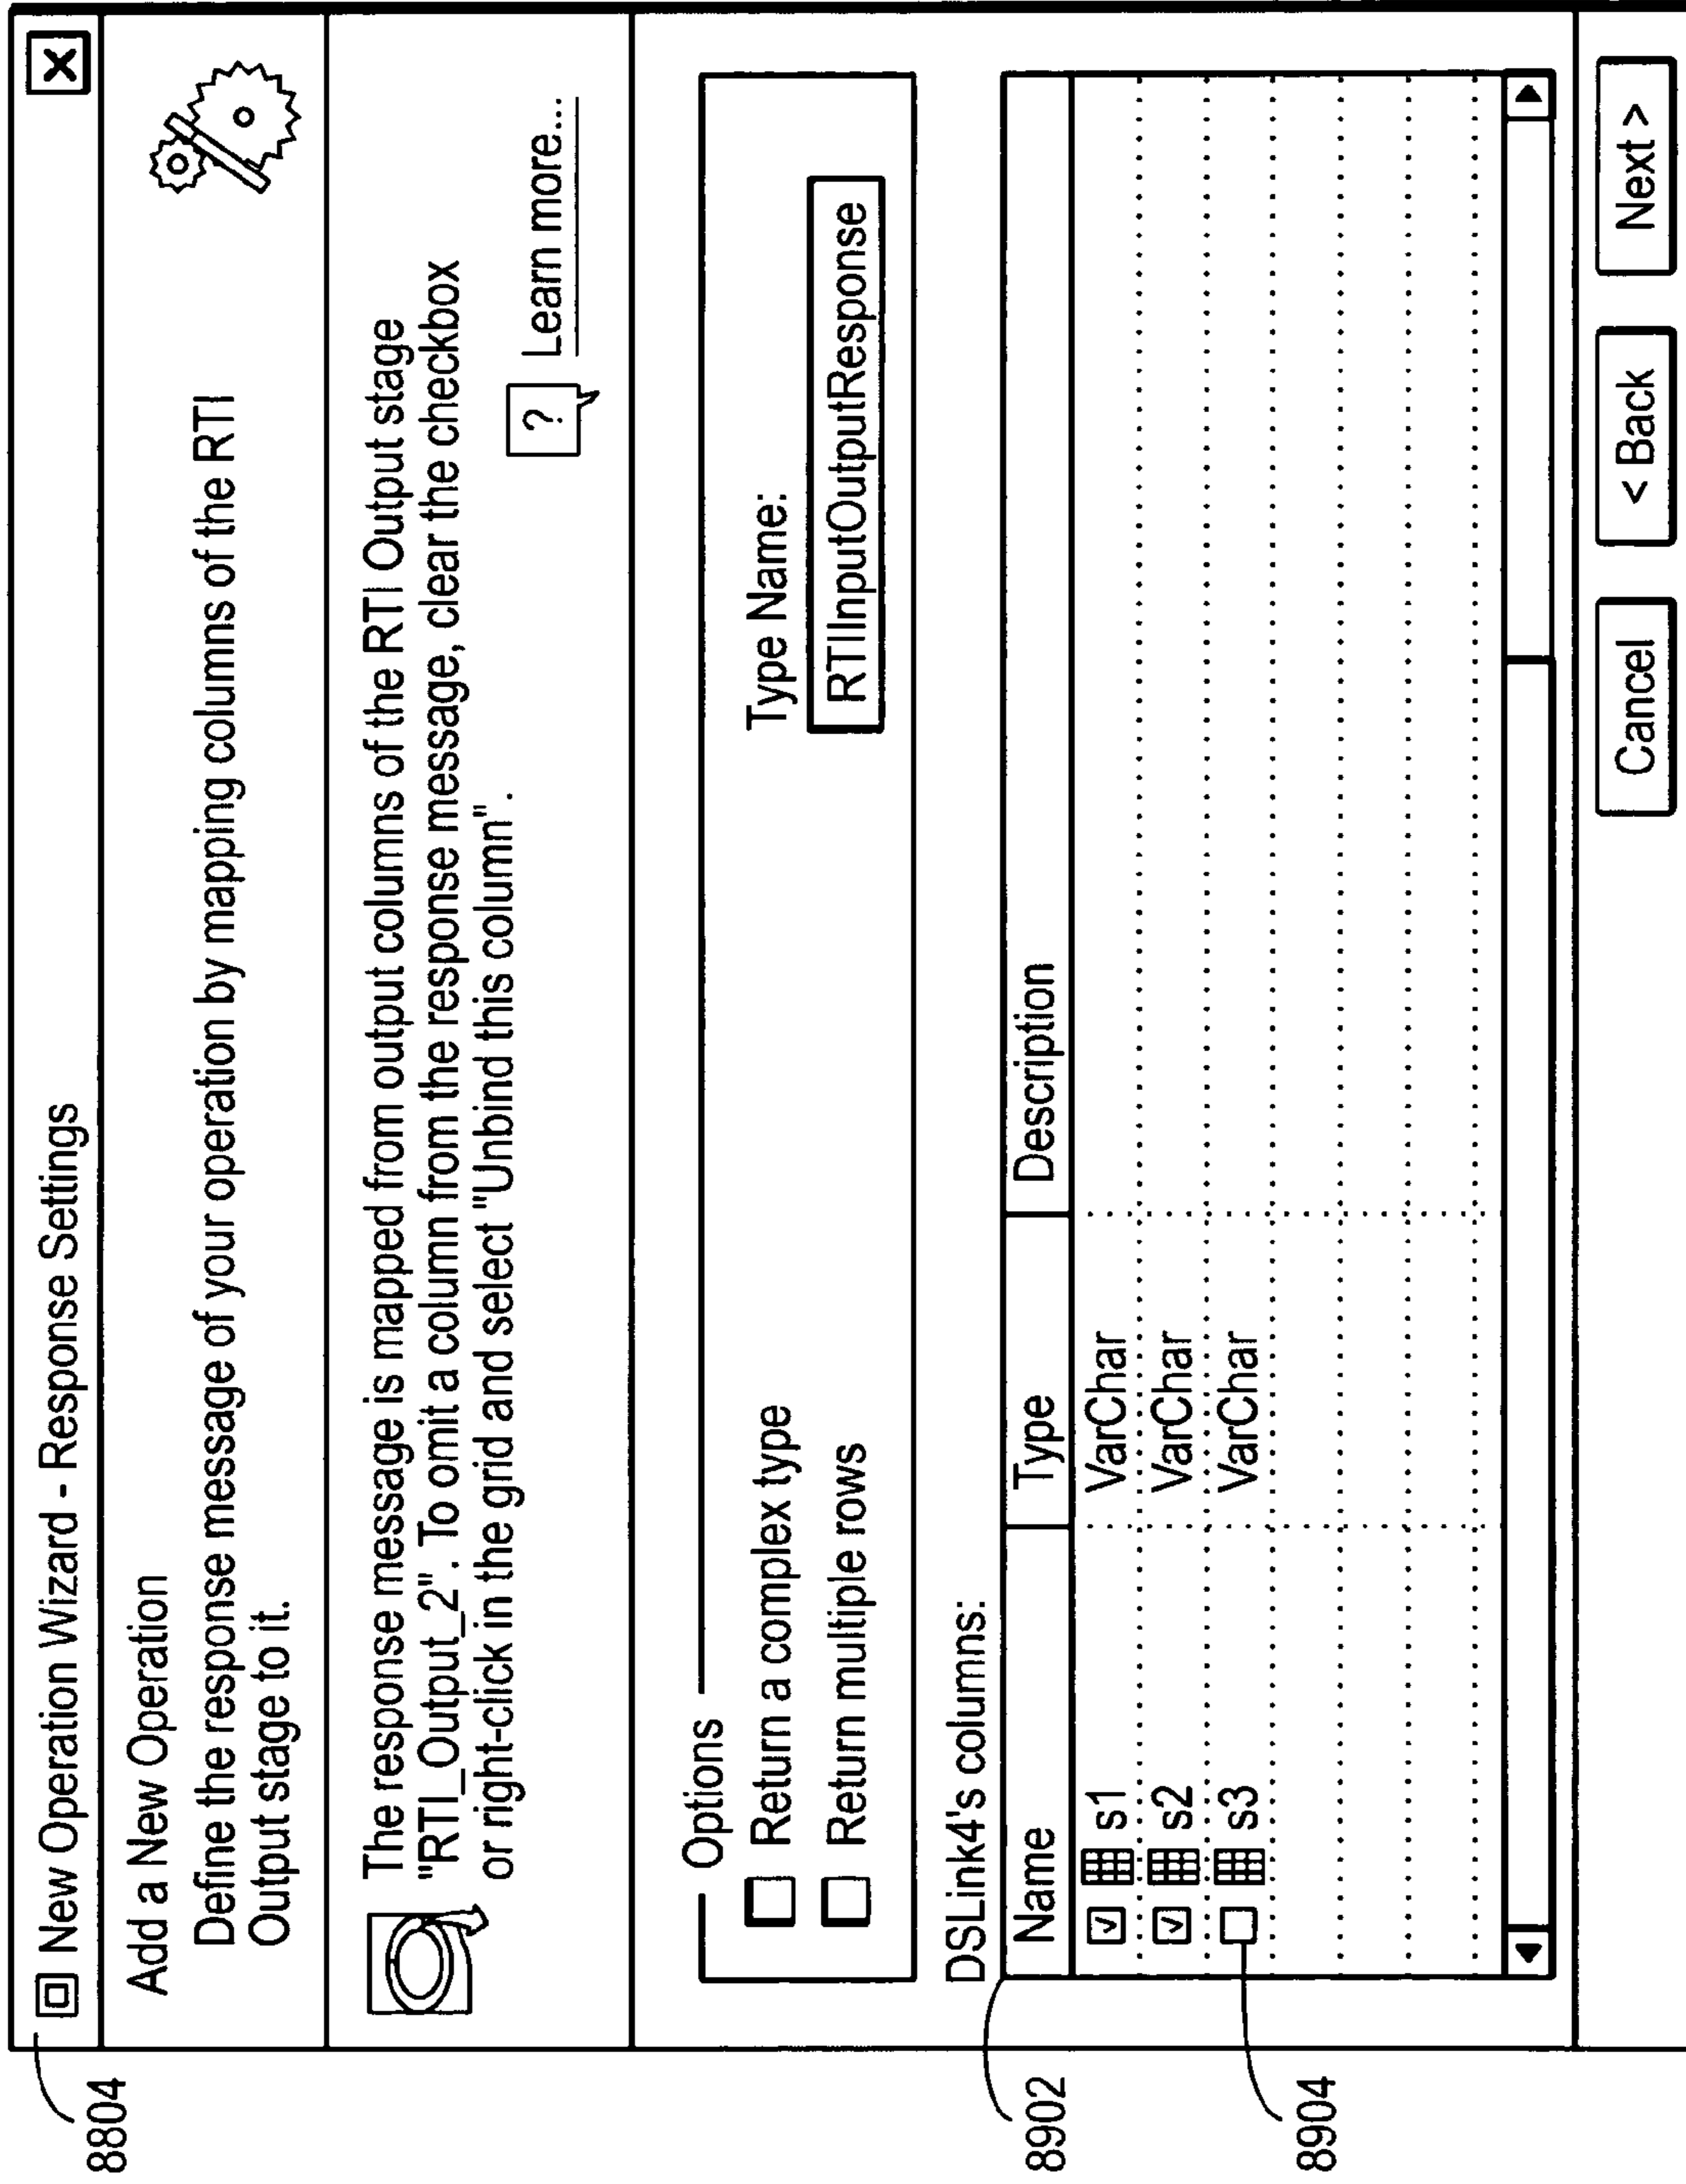 8804
New Operation Wizard - Response Settings
X
Add a New Operation
Define the response message of your operation by mapping columns of the RTI
Output stage to it.
The response message is mapped from output columns of the RTI Output stage
"RTI_Output_2". To omit a column from the response message, clear the checkbox
or right-click in the grid and select "Unbind this column".
? Learn more...
Options
Return a complex type
Return multiple rows
Type Name:
RTIInputOutputResponse
DSLink4's columns:
8902
Name Type Description
s1 VarChar
s2 VarChar
s3 VarChar
8904
Cancel < Back Next >